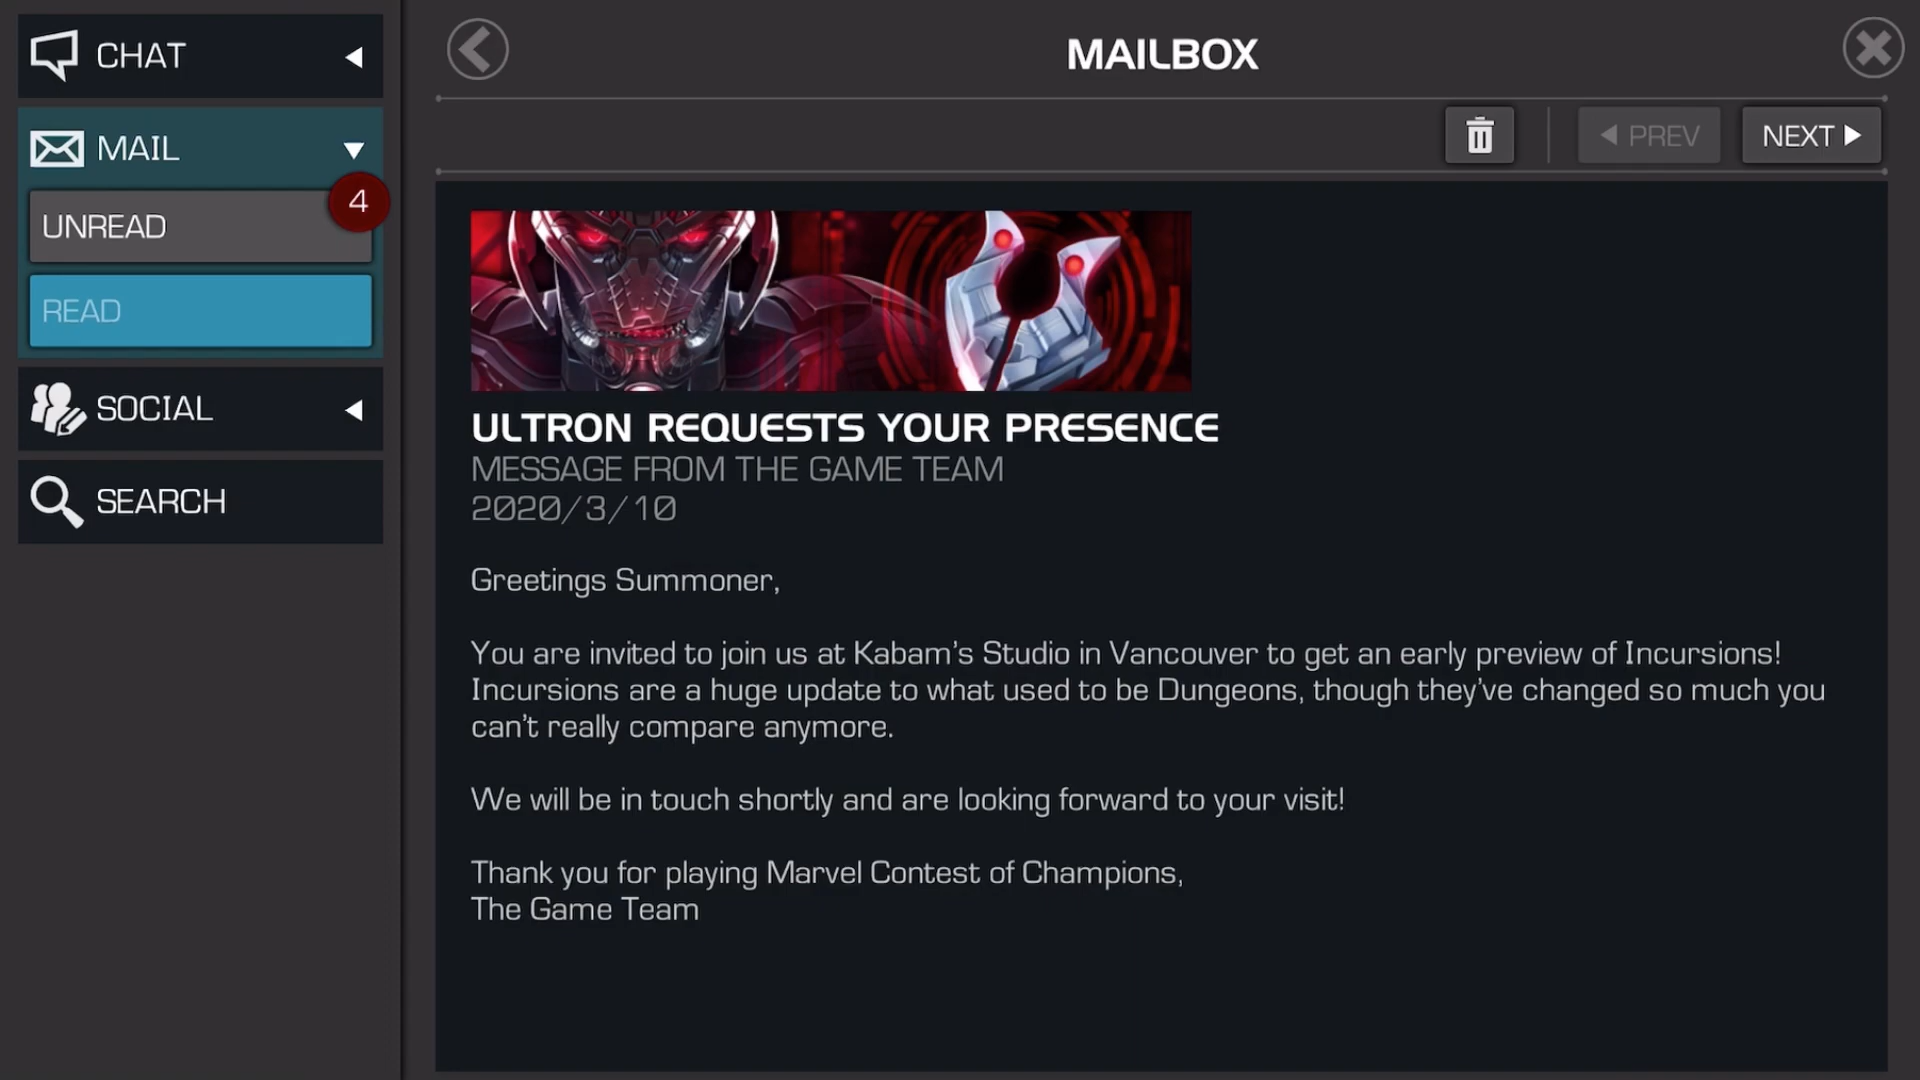 CHAT
MAIL
4
UNREAD
READ
SOCIAL
SEARCH
MAILBOX
PREV
NEXT
ULTRON REQUESTS YOUR PRESENCE
MESSAGE FROM THE GAME TEAM
2020/3/10
Greetings Summoner,
You are invited to join us at Kabam's Studio in Vancouver to get an early preview of Incursions!
Incursions are a huge update to what used to be Dungeons, though they've changed so much you
can't really compare anymore.
We will be in touch shortly and are looking forward to your visit!
Thank you for playing Marvel Contest of Champions,
The Game Team